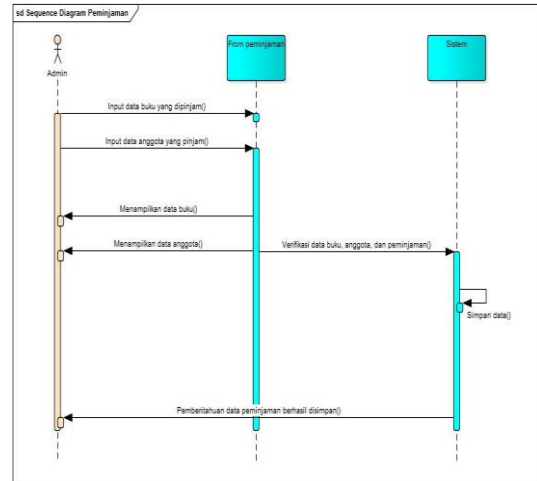 sd Sequence Diagram Peminjaman
From peminjaman
Sistem
Admin
Input data buku yang dipinjam()
Input data anggota yang pinjam()
Menampilkan data buku()
Menampilkan data anggota()
Verifikasi data buku, anggota, dan peminjaman()
Simpan data()
Pemberitahuan data peminjaman berhasil disimpan()